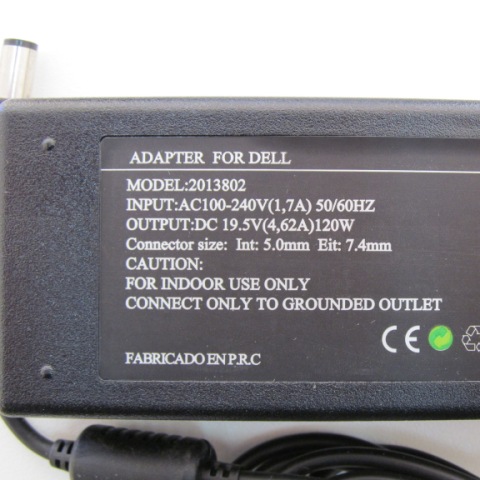 ADAPTER FOR DELL
MODEL:2013802
INPUT:AC100-240V(1,7A) 50/60HZ
OUTPUT:DC 19.5V(4,62A)120W
Connector size: Int: 5.0mm Eit: 7.4mm
CAUTION:
FOR INDOOR USE ONLY
CONNECT ONLY TO GROUNDED OUTLET
CE
FABRICADO EN P.R.C